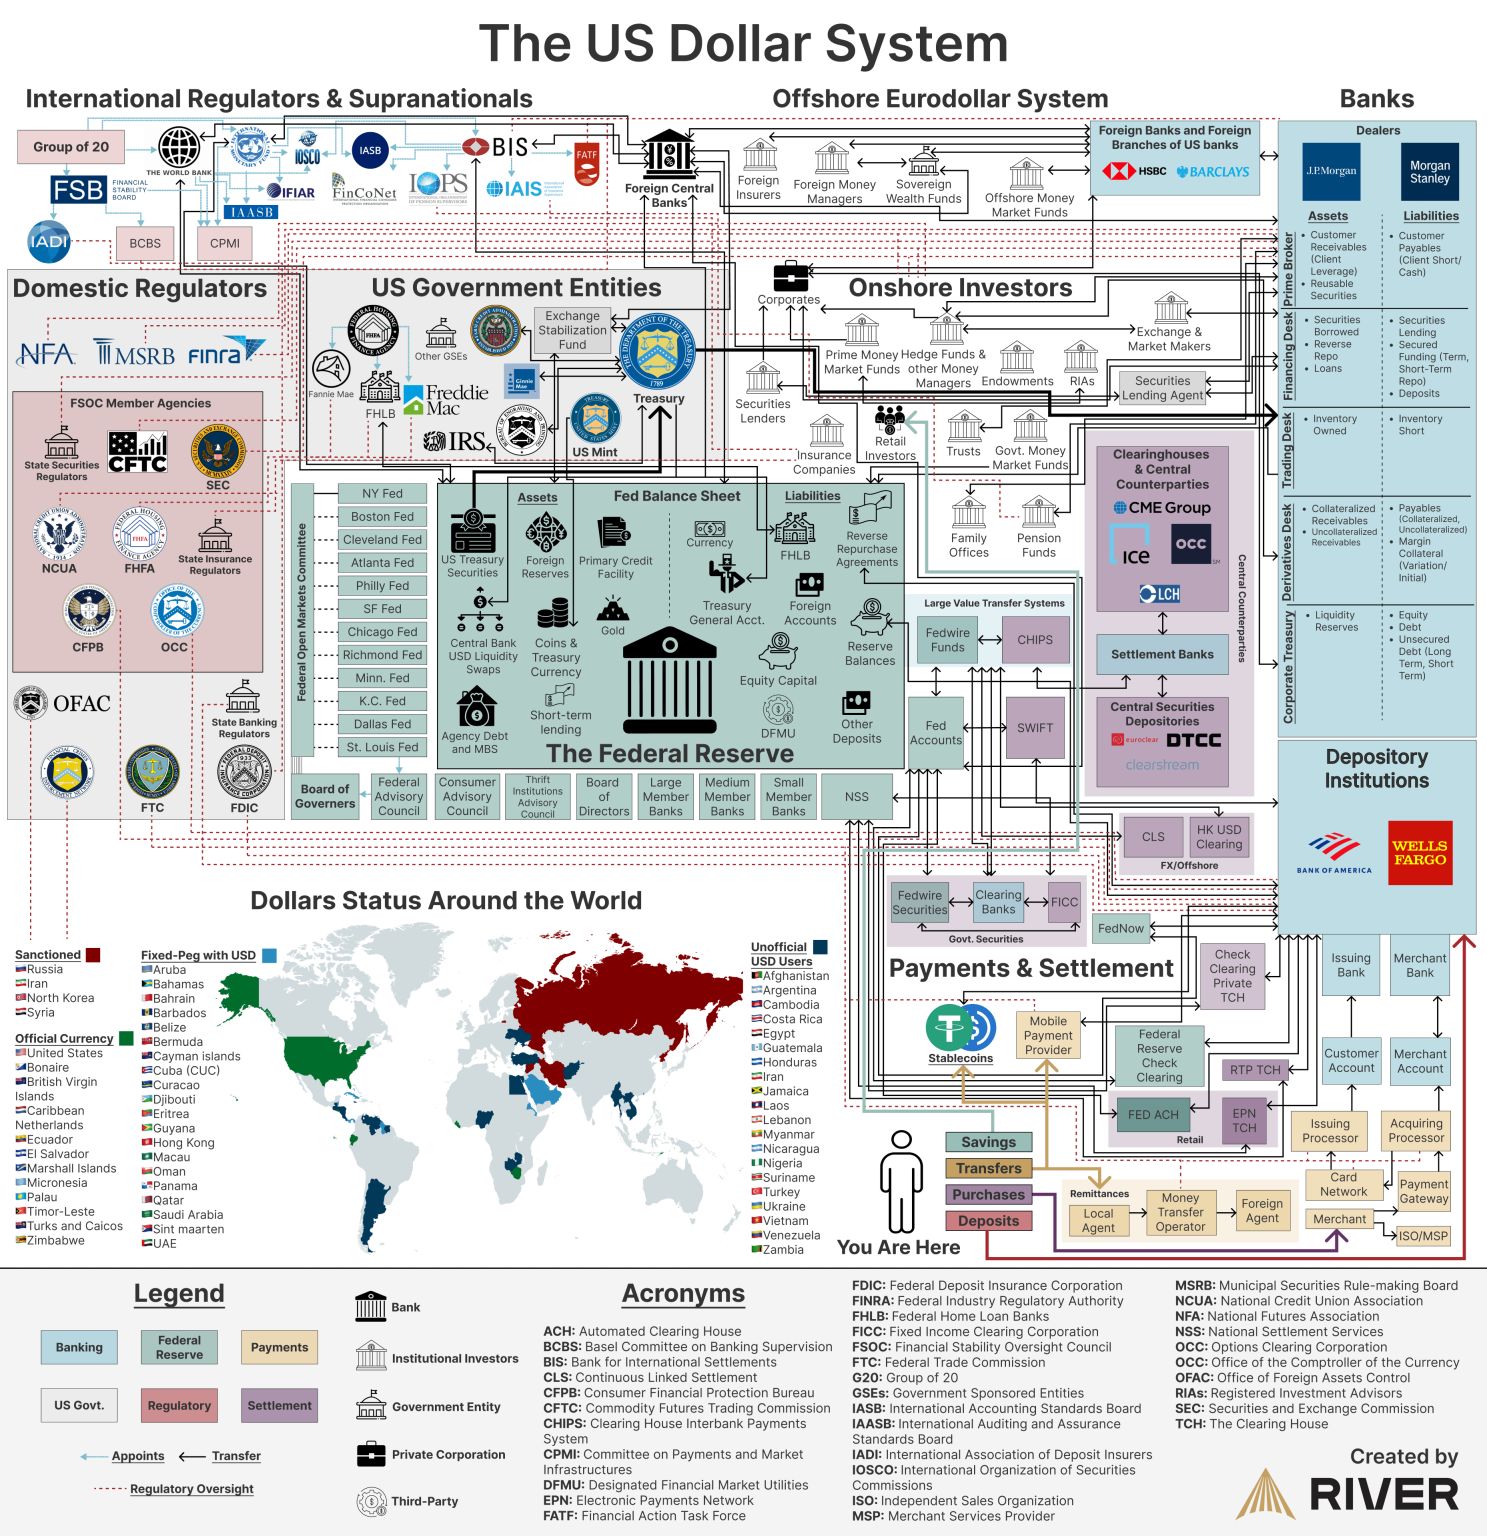 The US Dollar System
International Regulators & Supranationals
Offshore Eurodollar System
Banks
Group of 20
THE WORLD BANK
IOSCO
IASB
BIS
FATF
FSB
FINANCIAL
STABILITY
BOARD
IFIAR
FinCoNet
IOPS
IAIS
IAASB
IADI
BCBS
CPMI
Foreign Central
Banks
Foreign
Insurers
Foreign Money
Managers
Sovereign
Wealth Funds
Offshore Money
Market Funds
Foreign Banks and Foreign
Branches of US banks
HSBC
BARCLAYS
Dealers
J.P.Morgan
Morgan
Stanley
Assets
Liabilities
Prime Broker
• Customer
Receivables
(Client
Leverage)
• Reusable
Securities
• Customer
Payables
(Client Short/
Cash)
Financing Desk
• Securities
Borrowed
• Reverse
Repo
• Loans
• Securities
Lending
• Secured
Funding (Term,
Short-Term
Repo)
• Deposits
Trading Desk
• Inventory
Owned
• Inventory
Short
Derivatives Desk
• Collateralized
Receivables
• Uncollateralized
Receivables
• Payables
(Collateralized,
Uncollateralized)
• Margin
Collateral
(Variation/
Initial)
Corporate Treasury
• Liquidity
Reserves
• Equity
• Debt
• Unsecured
Debt (Long
Term, Short
Term)
Domestic Regulators
NFA
MSRB
finra
FSOC Member Agencies
State Securities
Regulators
CFTC
SEC
NCUA
FHFA
State Insurance
Regulators
CFPB
OCC
OFAC
State Banking
Regulators
FTC
FDIC
US Government Entities
Fannie Mae
FHLB
Other GSEs
Freddie
Mac
Ginnie
Mae
Exchange
Stabilization
Fund
THE DEPARTMENT OF THE TREASURY
1789
Treasury
IRS
US Mint
Corporates
Onshore Investors
Prime Money
Market Funds
Hedge Funds &
other Money
Managers
Exchange &
Market Makers
Endowments
RIAs
Securities
Lending Agent
Securities
Lenders
Insurance
Companies
Retail
Investors
Trusts
Govt. Money
Market Funds
Family
Offices
Pension
Funds
Clearinghouses
& Central
Counterparties
CME Group
ice
OCC
LCH
Central Counterparties
Settlement Banks
Central Securities
Depositories
euroclear
DTCC
clearstream
Federal Open Markets Committee
NY Fed
Boston Fed
Cleveland Fed
Atlanta Fed
Philly Fed
SF Fed
Chicago Fed
Richmond Fed
Minn. Fed
K.C. Fed
Dallas Fed
St. Louis Fed
Assets
Fed Balance Sheet
Liabilities
US Treasury
Securities
Foreign
Reserves
Primary Credit
Facility
Currency
FHLB
Reverse
Repurchase
Agreements
Central Bank
USD Liquidity
Swaps
Coins &
Treasury
Currency
Gold
Treasury
General Acct.
Foreign
Accounts
Reserve
Balances
Equity Capital
Agency Debt
and MBS
Short-term
lending
DFMU
Other
Deposits
The Federal Reserve
Board of
Governers
Federal
Advisory
Council
Consumer
Advisory
Council
Thrift
Institutions
Advisory
Council
Board
of
Directors
Large
Member
Banks
Medium
Member
Banks
Small
Member
Banks
NSS
Large Value Transfer Systems
Fedwire
Funds
CHIPS
Fed
Accounts
SWIFT
CLS
HK USD
Clearing
FX/Offshore
Fedwire
Securities
Clearing
Banks
FICC
Govt. Securities
FedNow
Depository
Institutions
BANK OF AMERICA
WELLS
FARGO
Payments & Settlement
Check
Clearing
Private
TCH
Issuing
Bank
Merchant
Bank
Stablecoins
Mobile
Payment
Provider
Federal
Reserve
Check
Clearing
RTP TCH
FED ACH
EPN
TCH
Retail
Customer
Account
Merchant
Account
Issuing
Processor
Acquiring
Processor
Card
Network
Payment
Gateway
Merchant
ISO/MSP
Savings
Transfers
Purchases
Deposits
You Are Here
Remittances
Local
Agent
Money
Transfer
Operator
Foreign
Agent
Dollars Status Around the World
Sanctioned
Russia
Iran
North Korea
Syria
Official Currency
United States
Bonaire
British Virgin
Islands
Caribbean
Netherlands
Ecuador
El Salvador
Marshall Islands
Micronesia
Palau
Timor-Leste
Turks and Caicos
Zimbabwe
Fixed-Peg with USD
Aruba
Bahamas
Bahrain
Barbados
Belize
Bermuda
Cayman islands
Cuba (CUC)
Curacao
Djibouti
Eritrea
Guyana
Hong Kong
Macau
Oman
Panama
Qatar
Saudi Arabia
Sint maarten
UAE
Unofficial
USD Users
Afghanistan
Argentina
Cambodia
Costa Rica
Egypt
Guatemala
Honduras
Iran
Jamaica
Laos
Lebanon
Myanmar
Nicaragua
Nigeria
Suriname
Turkey
Ukraine
Vietnam
Venezuela
Zambia
Legend
Banking
Federal
Reserve
Payments
US Govt.
Regulatory
Settlement
Appoints
Transfer
Regulatory Oversight
Bank
Institutional Investors
Government Entity
Private Corporation
Third-Party
Acronyms
ACH: Automated Clearing House
BCBS: Basel Committee on Banking Supervision
BIS: Bank for International Settlements
CLS: Continuous Linked Settlement
CFPB: Consumer Financial Protection Bureau
CFTC: Commodity Futures Trading Commission
CHIPS: Clearing House Interbank Payments
System
CPMI: Committee on Payments and Market
Infrastructures
DFMU: Designated Financial Market Utilities
EPN: Electronic Payments Network
FATF: Financial Action Task Force
FDIC: Federal Deposit Insurance Corporation
FINRA: Federal Industry Regulatory Authority
FHLB: Federal Home Loan Banks
FICC: Fixed Income Clearing Corporation
FSOC: Financial Stability Oversight Council
FTC: Federal Trade Commission
G20: Group of 20
GSEs: Government Sponsored Entities
IASB: International Accounting Standards Board
IAASB: International Auditing and Assurance
Standards Board
IADI: International Association of Deposit Insurers
IOSCO: International Organization of Securities
Commissions
ISO: Independent Sales Organization
MSP: Merchant Services Provider
MSRB: Municipal Securities Rule-making Board
NCUA: National Credit Union Association
NFA: National Futures Association
NSS: National Settlement Services
OCC: Options Clearing Corporation
OCC: Office of the Comptroller of the Currency
OFAC: Office of Foreign Assets Control
RIAs: Registered Investment Advisors
SEC: Securities and Exchange Commission
TCH: The Clearing House
Created by
RIVER